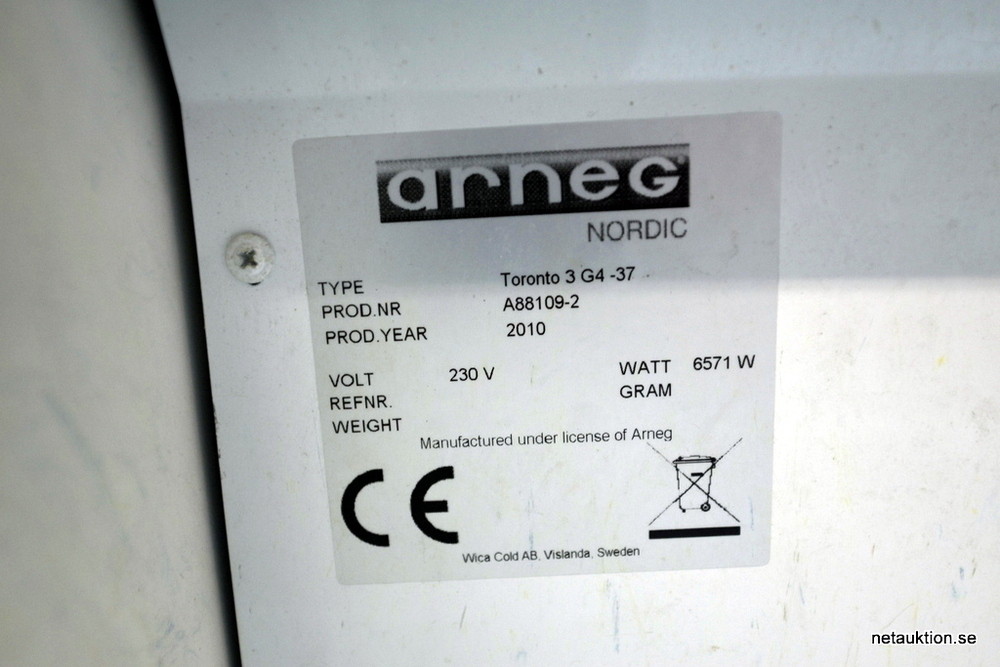 arneg
NORDIC
TYPE Toronto 3 G4 -37
PROD.NR A88109-2
PROD.YEAR 2010
VOLT 230 V WATT 6571 W
REFNR. GRAM
WEIGHT
Manufactured under license of Arneg
CE
Wica Cold AB. Vislanda. Sweden
netauktion.se